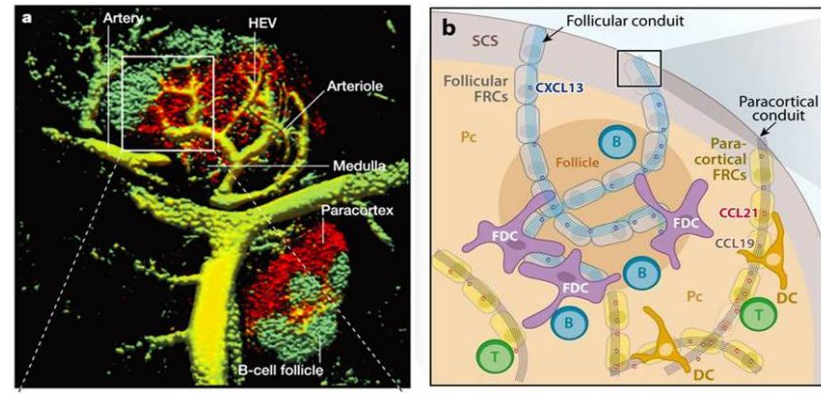 a
Artery
HEV
Arteriole
Medulla
Paracortex
B-cell follicle
b
Follicular conduit
SCS
Follicular
FRCs
CXCL13
Paracortical
conduit
Pc
B
Follicle
Para-
cortical
FRCs
CCL21
FDC
FDC
CCL19
B
FDC
Pc
DC
B
T
T
DC